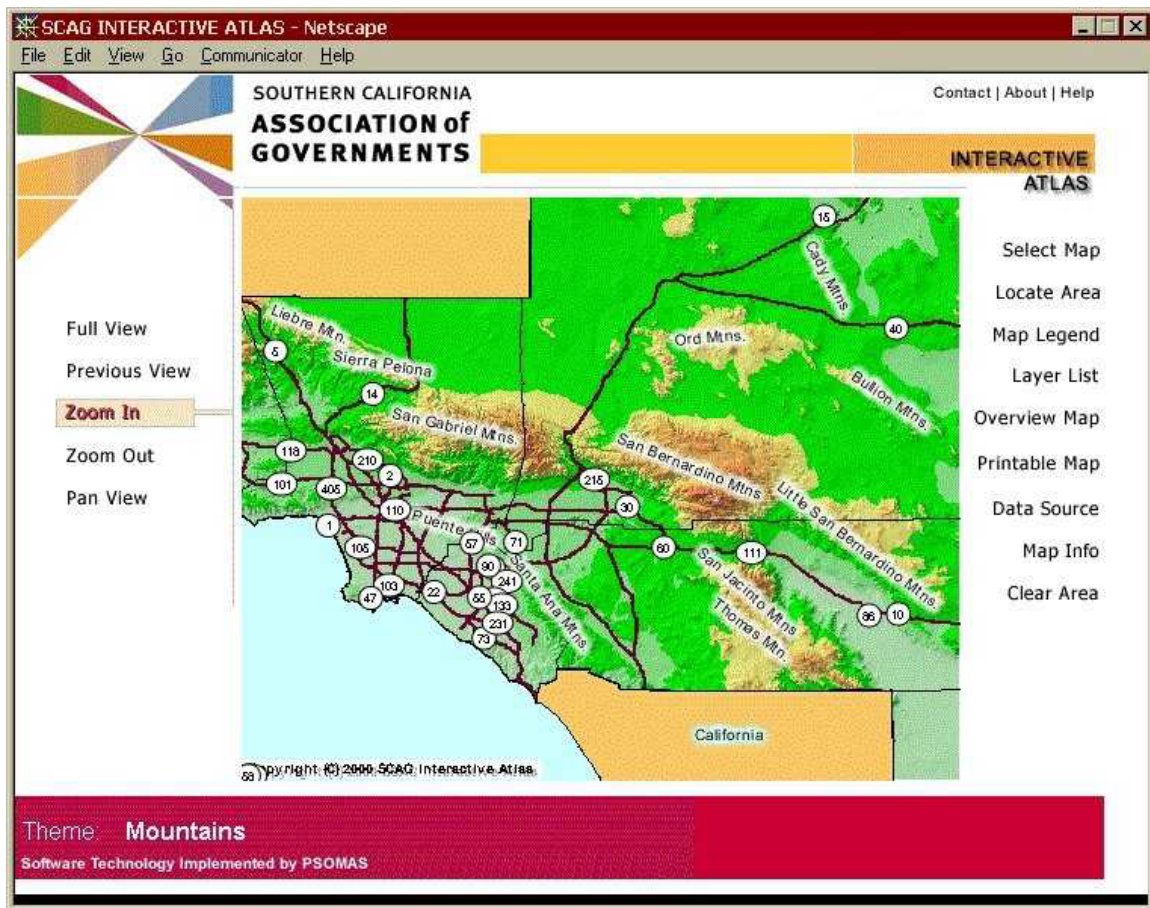 SCAG INTERACTIVE ATLAS - Netscape
File Edit View Go Communicator Help
SOUTHERN CALIFORNIA
ASSOCIATION of
GOVERNMENTS
Contact | About | Help
INTERACTIVE
ATLAS
Full View
Previous View
Zoom In
Zoom Out
Pan View
15
Cady Mtns.
Liebre Mtn.
40
Ord Mtns.
5
Sierra Pelona
Bullion Mtns.
14
San Gabriel Mtns.
San Bernardino Mtns
118
210
2
215
101
405
Little San Bernardino Mtns.
110
30
1
Puente Hills
57
71
60
111
105
90
Santa Ana Mtns.
San Jacinto Mtns
241
103
22
47
55
133
Thomas Mtn.
86
10
231
73
California
58
Copyright (C) 2000 SCAG Interactive Atlas
Select Map
Locate Area
Map Legend
Layer List
Overview Map
Printable Map
Data Source
Map Info
Clear Area
Theme: Mountains
Software Technology Implemented by PSOMAS